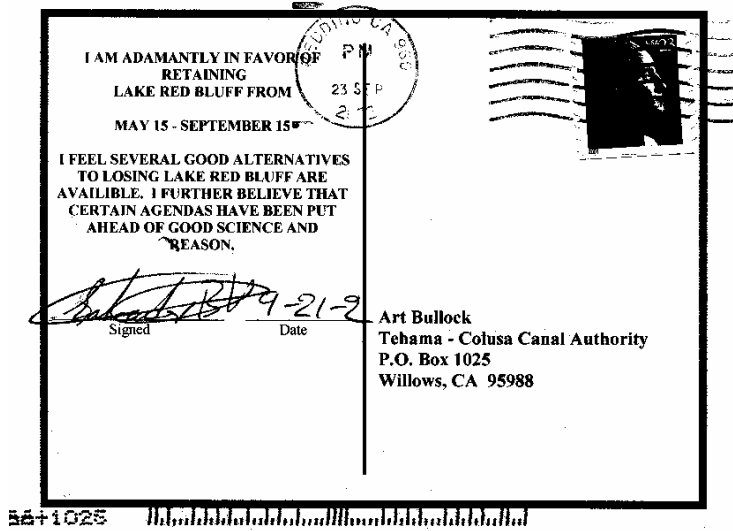 I AM ADAMANTLY IN FAVOR OF
RETAINING
LAKE RED BLUFF FROM
MAY 15 - SEPTEMBER 15
I FEEL SEVERAL GOOD ALTERNATIVES
TO LOSING LAKE RED BLUFF ARE
AVAILIBLE. I FURTHER BELIEVE THAT
CERTAIN AGENDAS HAVE BEEN PUT
AHEAD OF GOOD SCIENCE AND
REASON.
9-21-2
Signed Date
REDDING CA 960
PM
23 SEP
Art Bullock
Tehama - Colusa Canal Authority
P.O. Box 1025
Willows, CA 95988
+1025